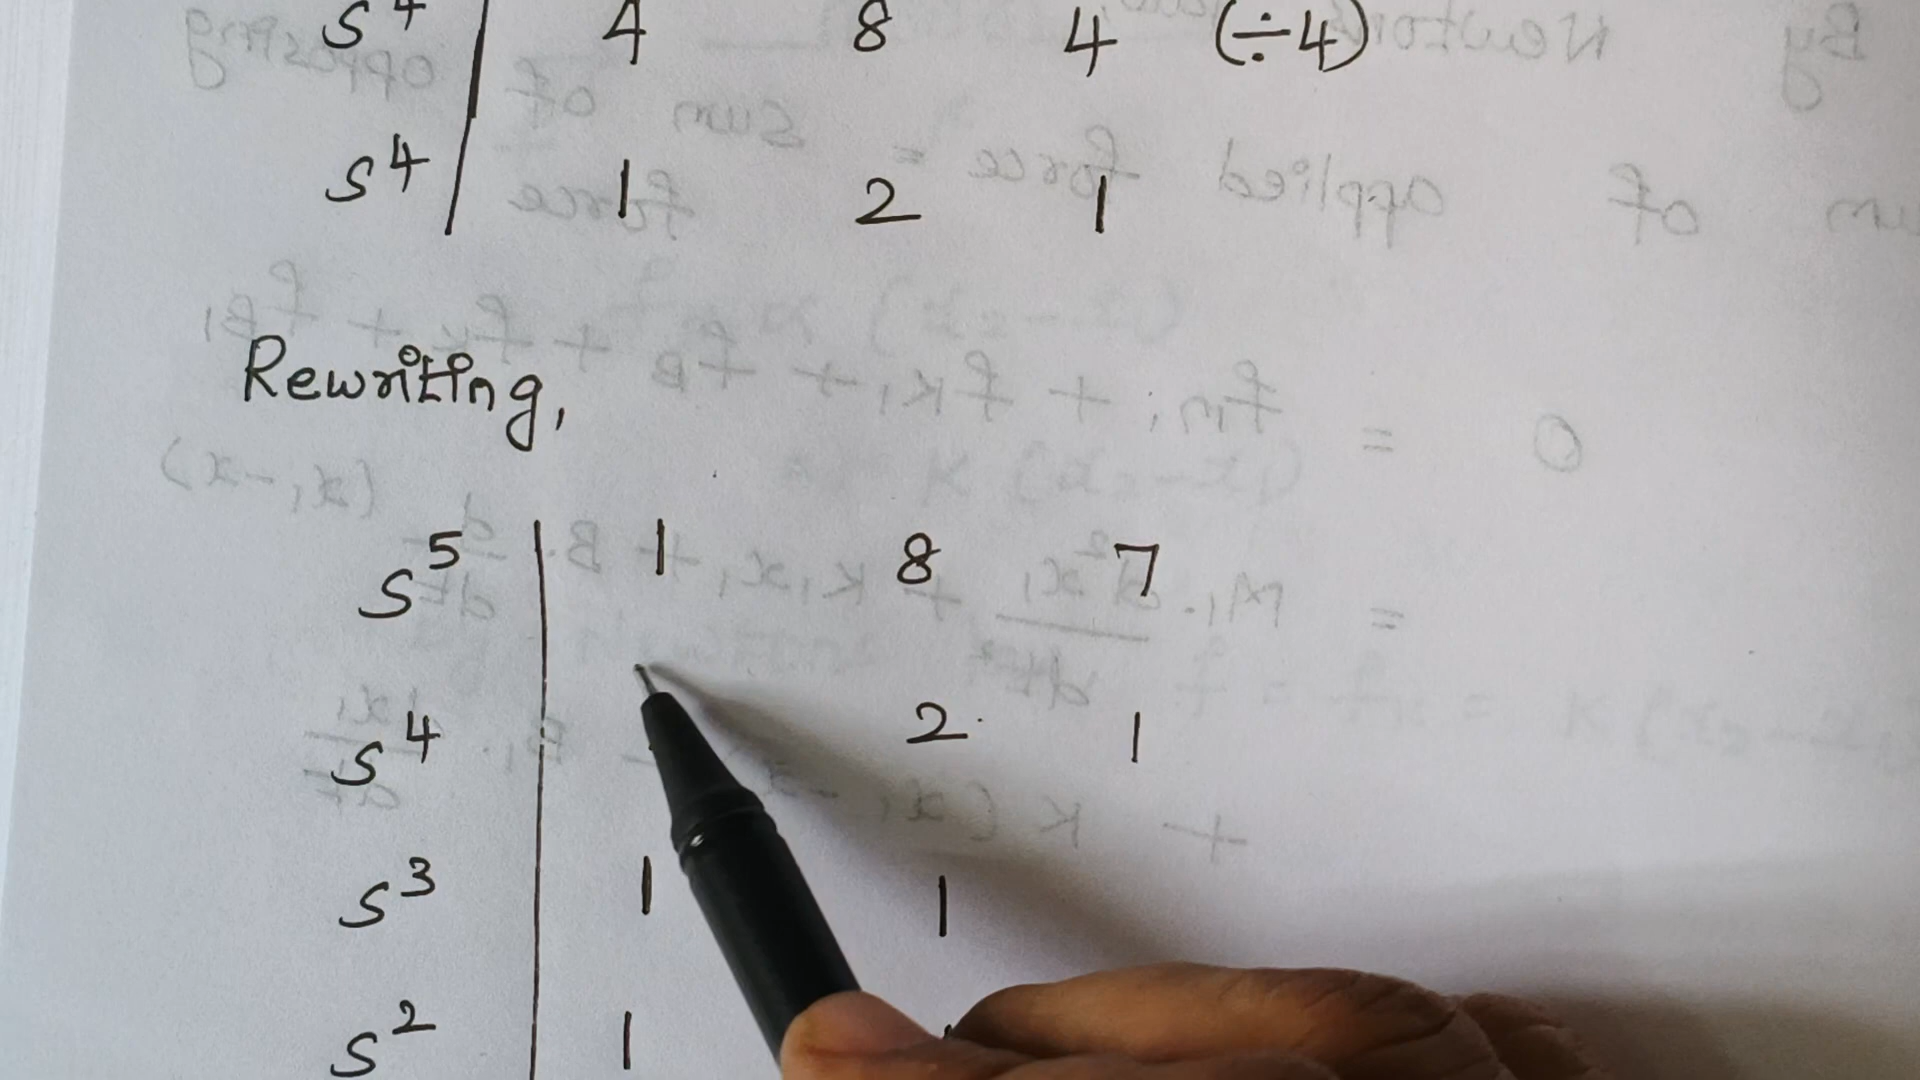 s⁴ | 4 8 4 (÷4)
s⁴ | 1 2 1
Rewriting,
s⁵ | 1 8 7
s⁴ | 2 1
s³ | 1 1
s² | 1